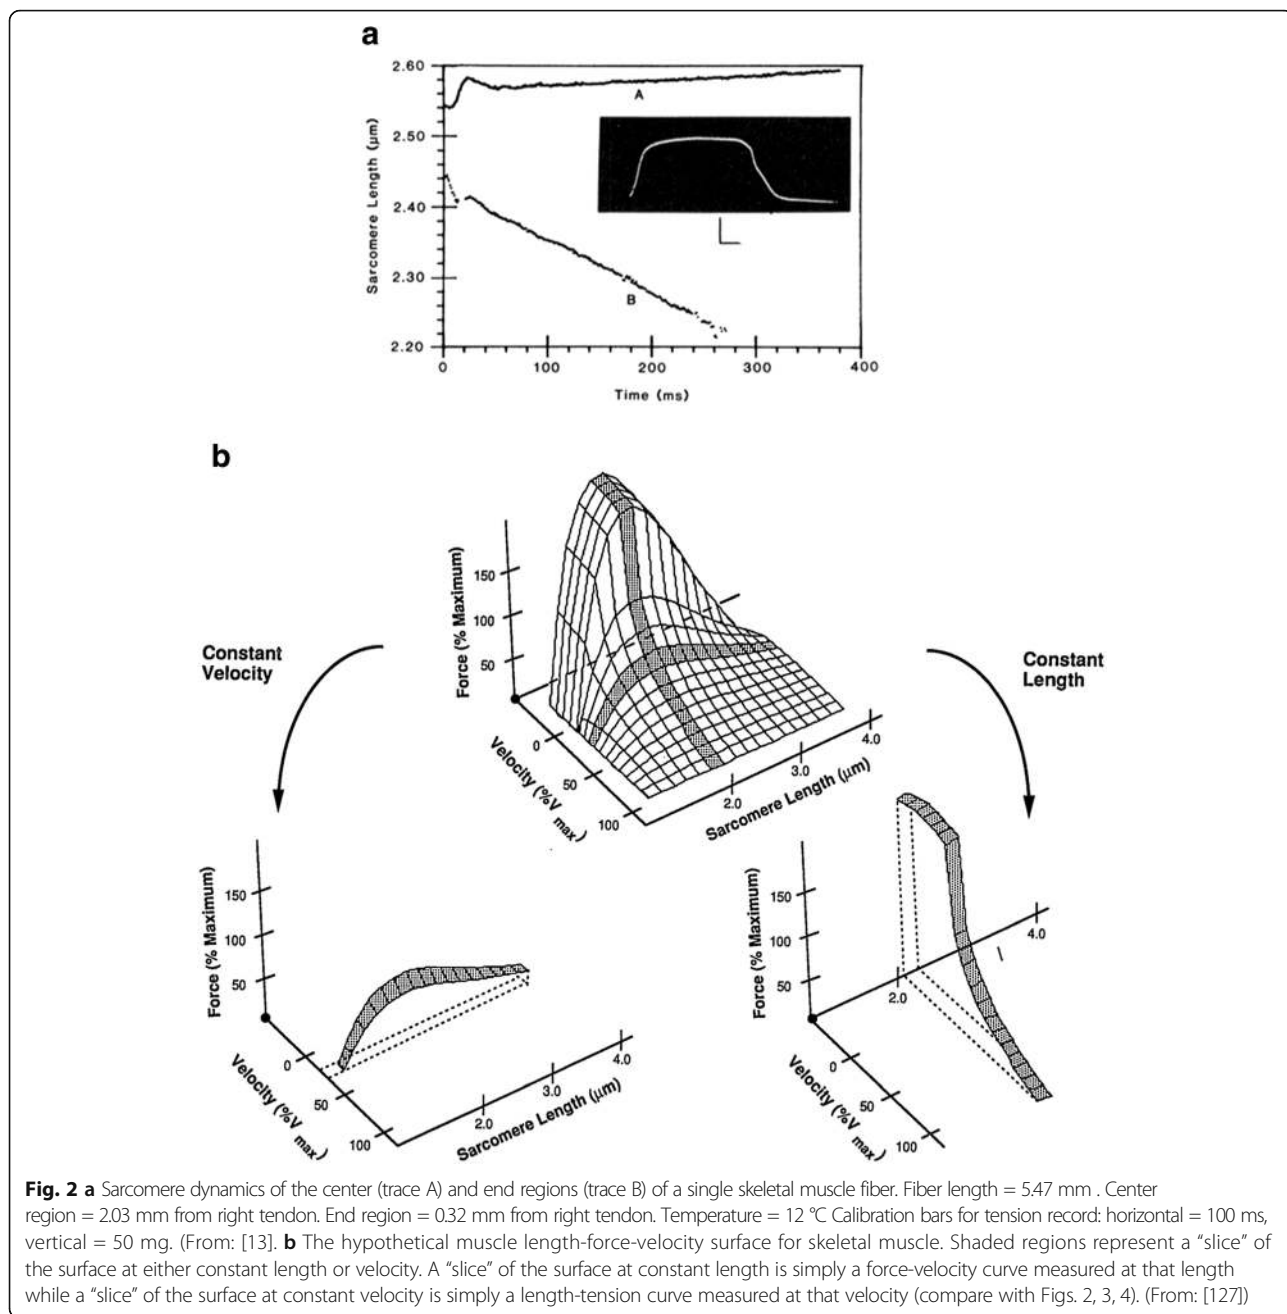 a
2.60
2.50
2.40
2.30
2.20
Sarcomere Length (μm)
A
B
0
100
200
300
400
Time (ms)
b
Force (% Maximum)
150
100
50
Velocity (%Vmax)
0
50
100
2.0
3.0
4.0
Sarcomere Length (μm)
Constant
Velocity
Constant
Length
Force (% Maximum)
150
100
50
Velocity (%Vmax)
0
50
100
2.0
3.0
4.0
Sarcomere Length (μm)
Force (% Maximum)
150
100
50
2.0
4.0
Velocity (%Vmax)
0
50
100
Fig. 2 a Sarcomere dynamics of the center (trace A) and end regions (trace B) of a single skeletal muscle fiber. Fiber length = 5.47 mm . Center
region = 2.03 mm from right tendon. End region = 0.32 mm from right tendon. Temperature = 12 °C Calibration bars for tension record: horizontal = 100 ms,
vertical = 50 mg. (From: [13]. b The hypothetical muscle length-force-velocity surface for skeletal muscle. Shaded regions represent a “slice” of
the surface at either constant length or velocity. A “slice” of the surface at constant length is simply a force-velocity curve measured at that length
while a “slice” of the surface at constant velocity is simply a length-tension curve measured at that velocity (compare with Figs. 2, 3, 4). (From: [127])